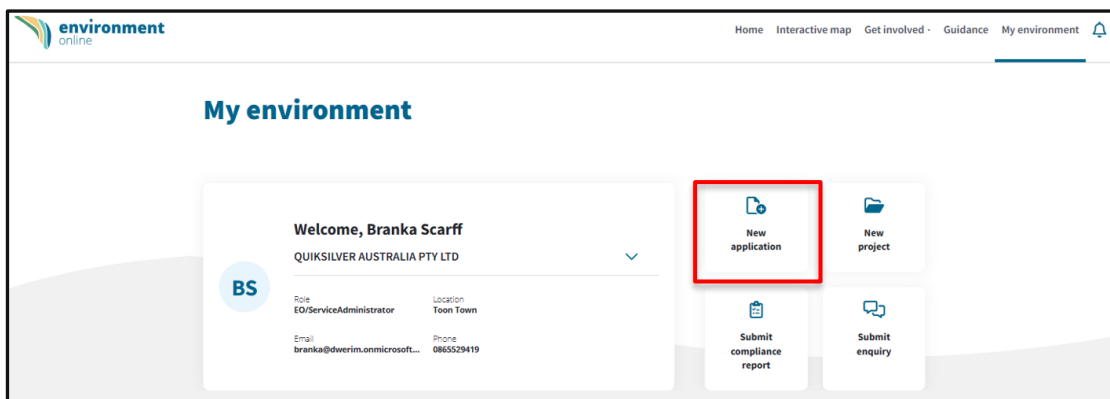 environment
online
Home Interactive map Get involved · Guidance My environment
My environment
Welcome, Branka Scarff
QUIKSILVER AUSTRALIA PTY LTD
BS
Role
EO/ServiceAdministrator
Location
Toon Town
Email
branka@dwerim.onmicrosoft...
Phone
0865529419
New
application
New
project
Submit
compliance
report
Submit
enquiry